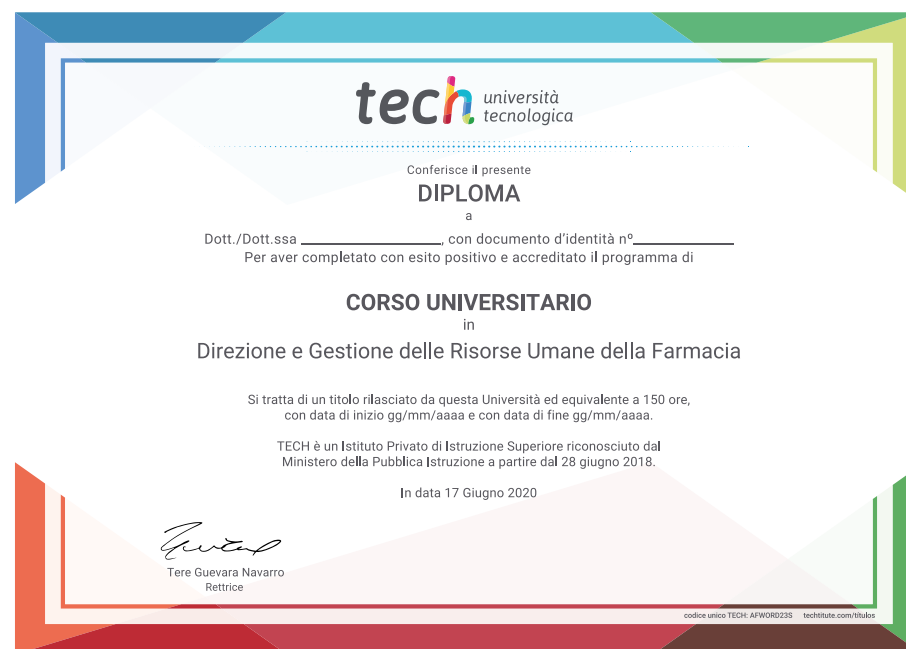 tech università
tecnologica
Conferisce il presente
DIPLOMA
a
Dott./Dott.ssa ____________________, con documento d'identità nº______________
Per aver completato con esito positivo e accreditato il programma di
CORSO UNIVERSITARIO
in
Direzione e Gestione delle Risorse Umane della Farmacia
Si tratta di un titolo rilasciato da questa Università ed equivalente a 150 ore,
con data di inizio gg/mm/aaaa e con data di fine gg/mm/aaaa.
TECH è un Istituto Privato di Istruzione Superiore riconosciuto dal
Ministero della Pubblica Istruzione a partire dal 28 giugno 2018.
In data 17 Giugno 2020
Tere Guevara Navarro
Rettrice
codice unico TECH: AFWORD23S techtitute.com/titulos